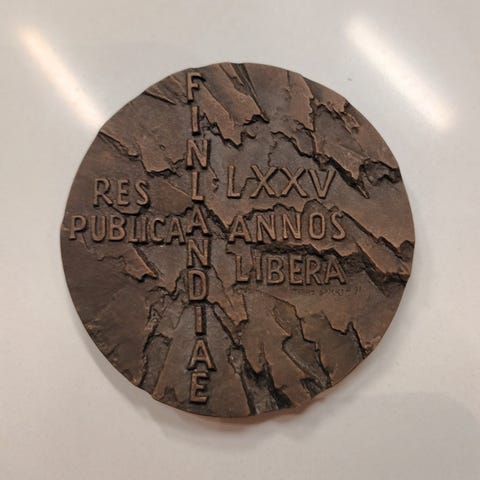 FINLANDIAE
RES
PUBLICA
LXXV
ANNOS
LIBERA